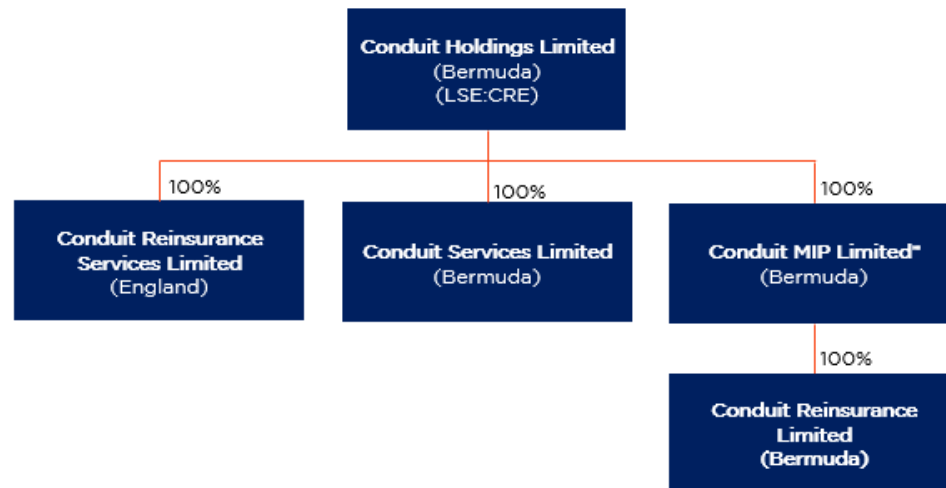 Conduit Holdings Limited
(Bermuda)
(LSE:CRE)
100%
100%
100%
Conduit Reinsurance
Services Limited
(England)
Conduit Services Limited
(Bermuda)
Conduit MIP Limited*
(Bermuda)
100%
Conduit Reinsurance
Limited
(Bermuda)